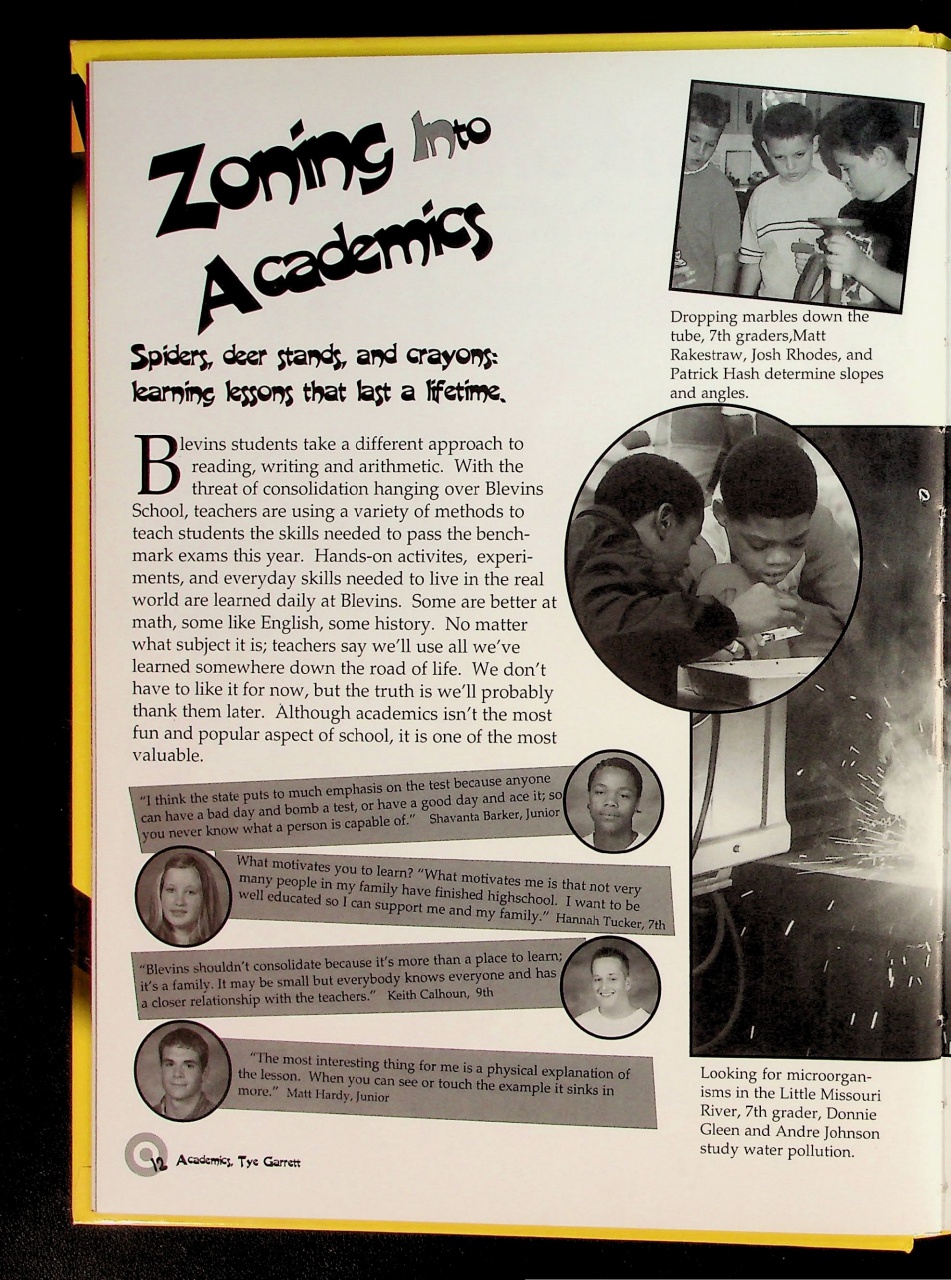 Zoning Into
Academics
Spiders, deer stands, and crayons:
learning lessons that last a lifetime.
Blevins students take a different approach to
reading, writing and arithmetic. With the
threat of consolidation hanging over Blevins
School, teachers are using a variety of methods to
teach students the skills needed to pass the bench-
mark exams this year. Hands-on activites, experi-
ments, and everyday skills needed to live in the real
world are learned daily at Blevins. Some are better at
math, some like English, some history. No matter
what subject it is; teachers say we'll use all we've
learned somewhere down the road of life. We don't
have to like it for now, but the truth is we'll probably
thank them later. Although academics isn't the most
fun and popular aspect of school, it is one of the most
valuable.
"I think the state puts to much emphasis on the test because anyone
can have a bad day and bomb a test, or have a good day and ace it; so
you never know what a person is capable of." Shavanta Barker, Junior
What motivates you to learn? "What motivates me is that not very
many people in my family have finished highschool. I want to be
well educated so I can support me and my family." Hannah Tucker, 7th
"Blevins shouldn't consolidate because it's more than a place to learn;
it's a family. It may be small but everybody knows everyone and has
a closer relationship with the teachers." Keith Calhoun, 9th
"The most interesting thing for me is a physical explanation of
the lesson. When you can see or touch the example it sinks in
more." Matt Hardy, Junior
12 Academics, Tye Garrett
Dropping marbles down the
tube, 7th graders,Matt
Rakestraw, Josh Rhodes, and
Patrick Hash determine slopes
and angles.
Looking for microorgan-
isms in the Little Missouri
River, 7th grader, Donnie
Gleen and Andre Johnson
study water pollution.